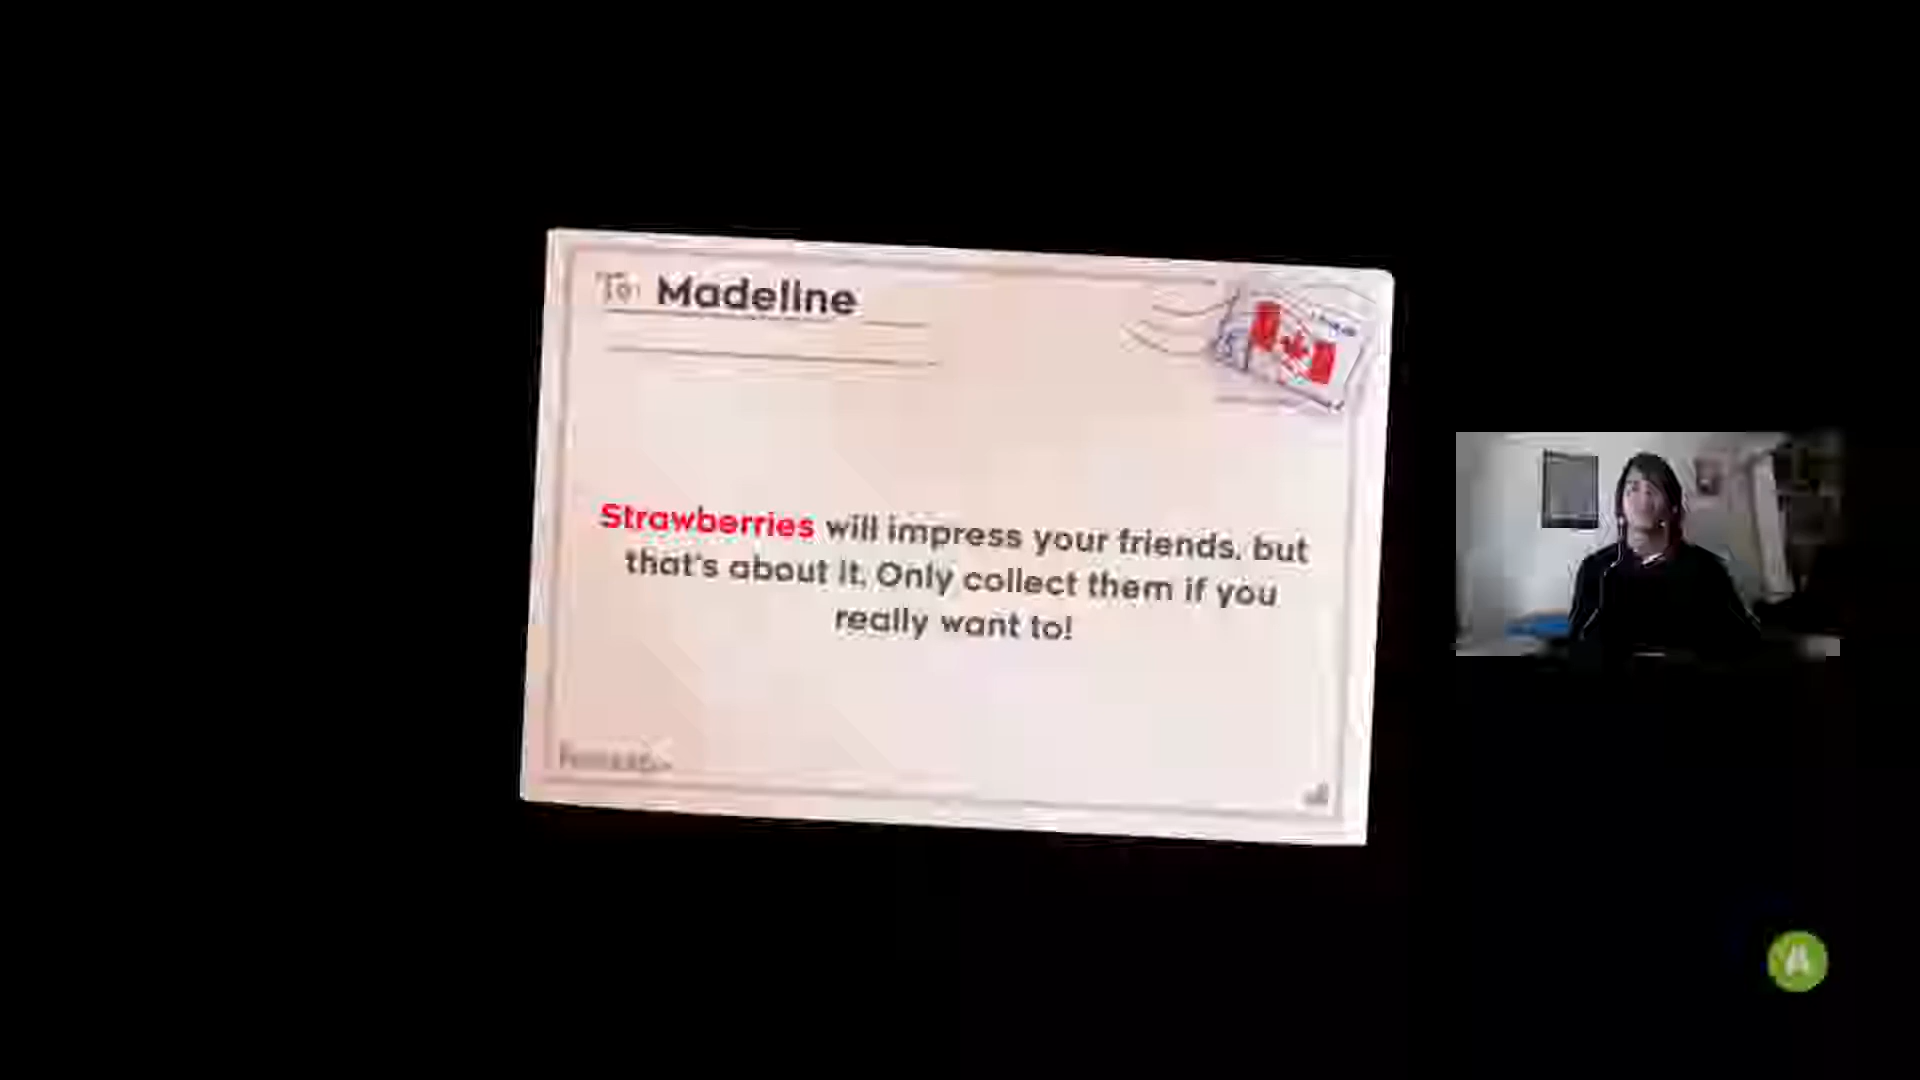 To: Madeline
Strawberries will impress your friends, but
that's about it. Only collect them if you
really want to!
A